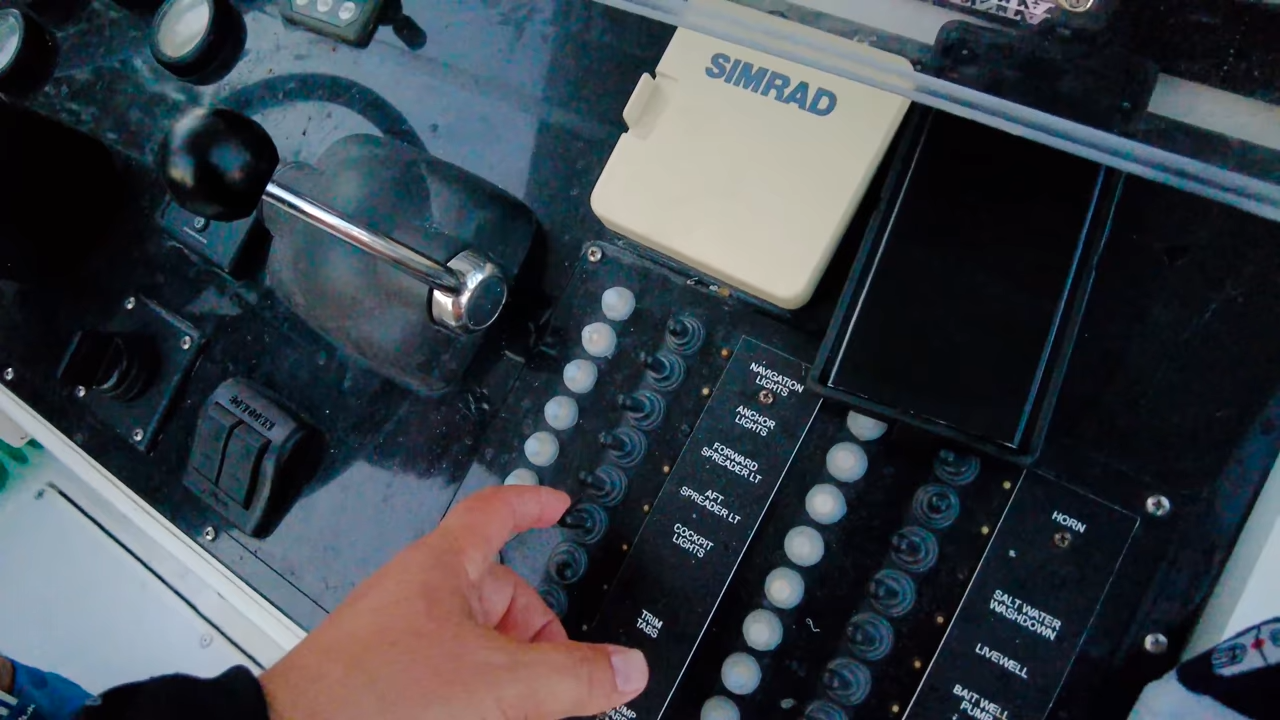 SIMRAD
NAVIGATION
LIGHTS
ANCHOR
LIGHTS
FORWARD
SPREADER LT
AFT
SPREADER LT
COCKPIT
LIGHTS
TRIM
TABS
HORN
SALT WATER
WASHDOWN
LIVEWELL
BAIT WELL
PUMP